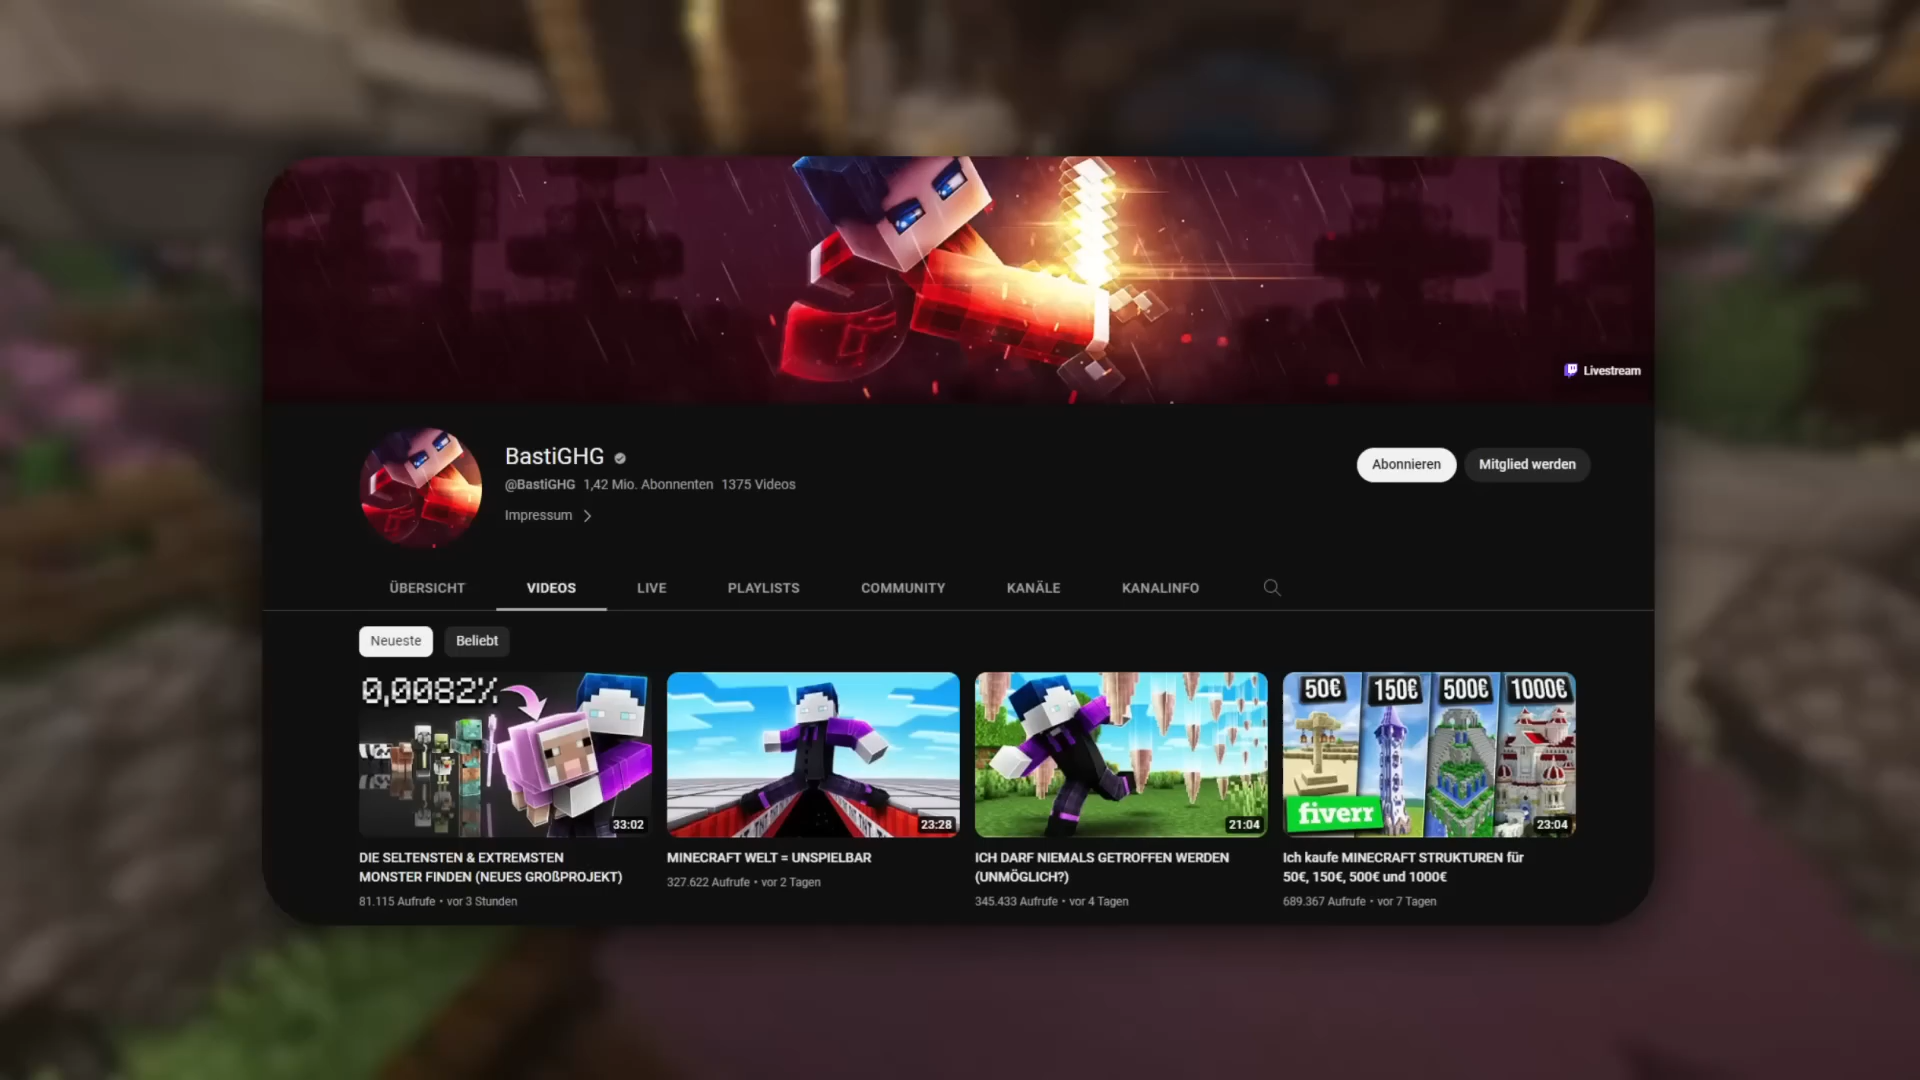 Livestream
BastiGHG
@BastiGHG 1,42 Mio. Abonnenten 1375 Videos
Impressum
Abonnieren
Mitglied werden
ÜBERSICHT
VIDEOS
LIVE
PLAYLISTS
COMMUNITY
KANÄLE
KANALINFO
Neueste
Beliebt
0,0082%
33:02
23:28
21:04
50€
150€
500€
1000€
fiverr
23:04
DIE SELTENSTEN & EXTREMSTEN
MONSTER FINDEN (NEUES GROßPROJEKT)
81.115 Aufrufe • vor 3 Stunden
MINECRAFT WELT = UNSPIELBAR
327.622 Aufrufe • vor 2 Tagen
ICH DARF NIEMALS GETROFFEN WERDEN
(UNMÖGLICH?)
345.433 Aufrufe • vor 4 Tagen
Ich kaufe MINECRAFT STRUKTUREN für
50€, 150€, 500€ und 1000€
689.367 Aufrufe • vor 7 Tagen